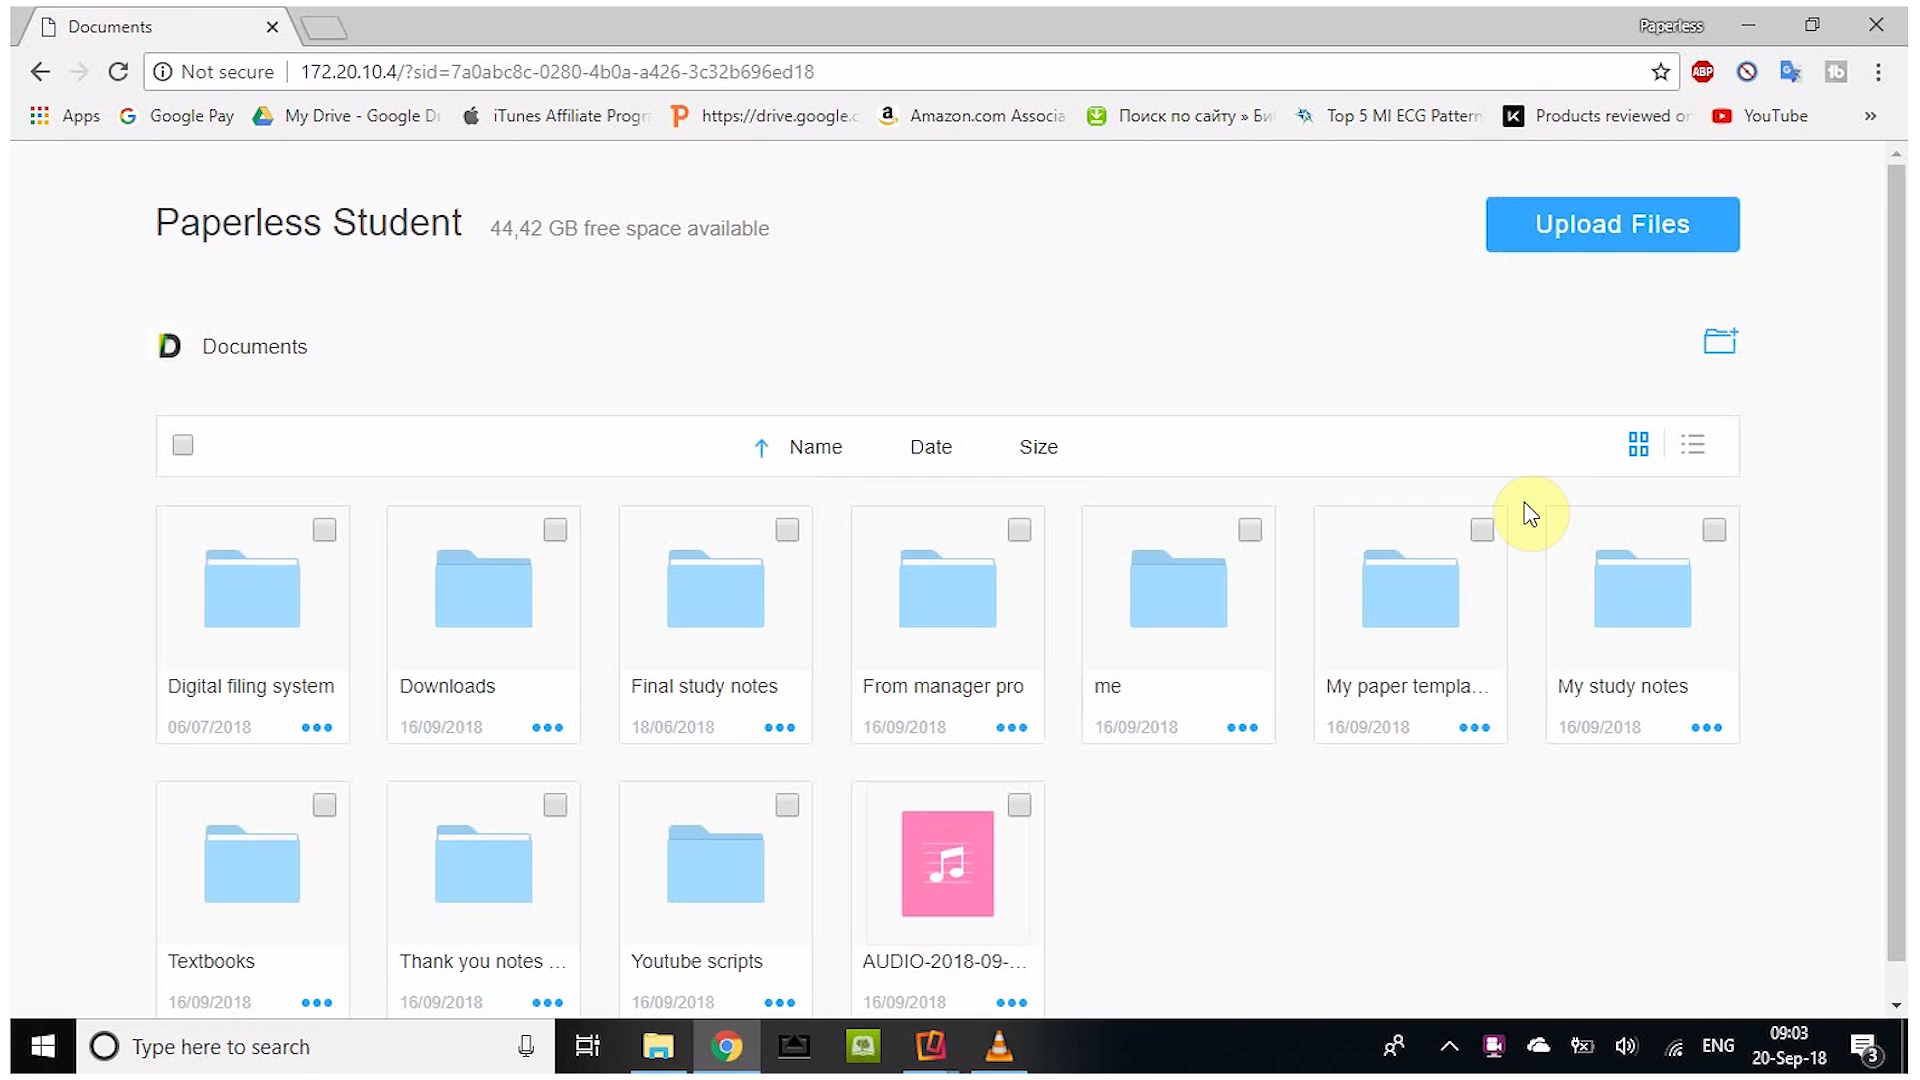 Documents
Paperless
Not secure
172.20.10.4/?sid=7a0abc8c-0280-4b0a-a426-3c32b696ed18
ABP
Apps
Google Pay
My Drive - Google Dr
iTunes Affiliate Progr
https://drive.google.c
Amazon.com Associa
Поиск по сайту » Би
Top 5 MI ECG Pattern
Products reviewed o
YouTube
»
Paperless Student
44,42 GB free space available
Upload Files
D
Documents
Name
Date
Size
Digital filing system
Downloads
Final study notes
From manager pro
me
My paper templa...
My study notes
06/07/2018
16/09/2018
18/06/2018
16/09/2018
16/09/2018
16/09/2018
16/09/2018
Textbooks
Thank you notes ...
Youtube scripts
AUDIO-2018-09-...
16/09/2018
16/09/2018
16/09/2018
16/09/2018
Type here to search
ENG
09:03
20-Sep-18
3